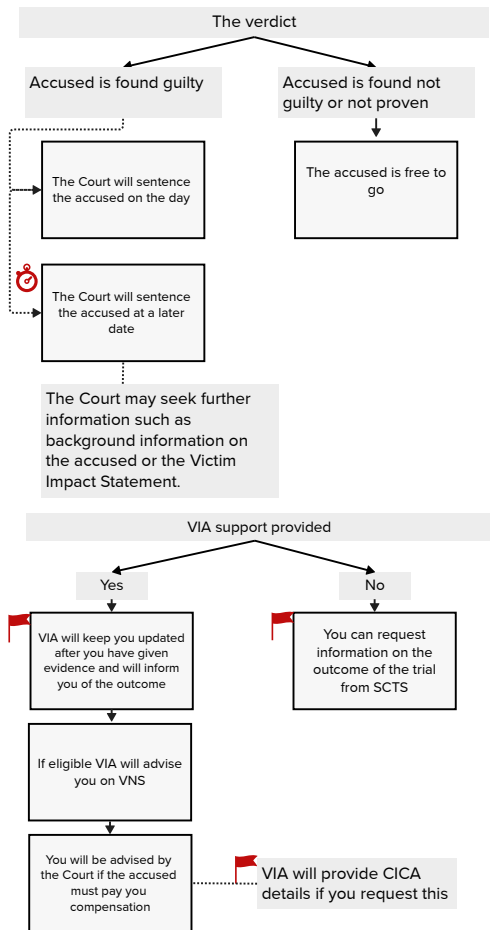 The verdict
Accused is found guilty
Accused is found not
guilty or not proven
The Court will sentence
the accused on the day
The accused is free to
go
The Court will sentence
the accused at a later
date
The Court may seek further
information such as
background information on
the accused or the Victim
Impact Statement.
VIA support provided
Yes
No
VIA will keep you updated
after you have given
evidence and will inform
you of the outcome
You can request
information on the
outcome of the trial
from SCTS
If eligible VIA will advise
you on VNS
You will be advised by
the Court if the accused
must pay you
compensation
VIA will provide CICA
details if you request this